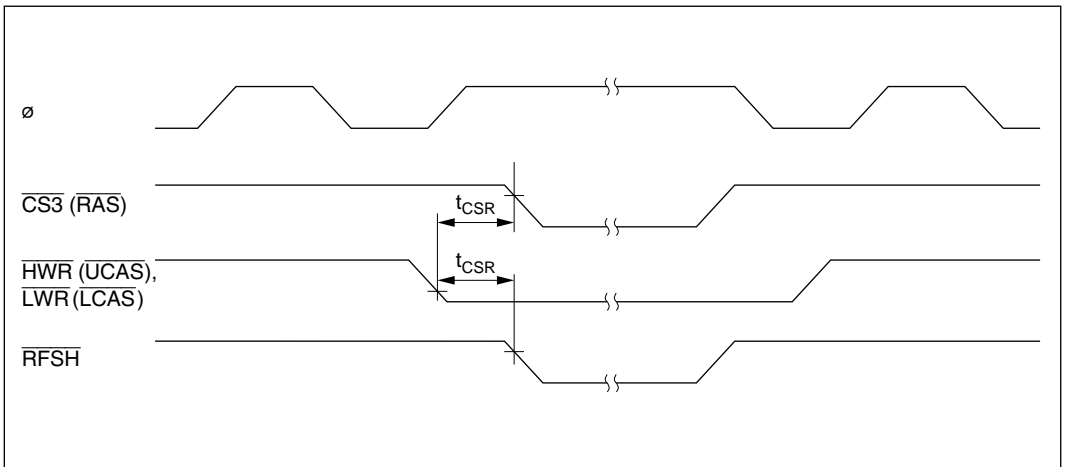 ø
CS3 (RAS)
tCSR
HWR (UCAS),
LWR (LCAS)
tCSR
RFSH